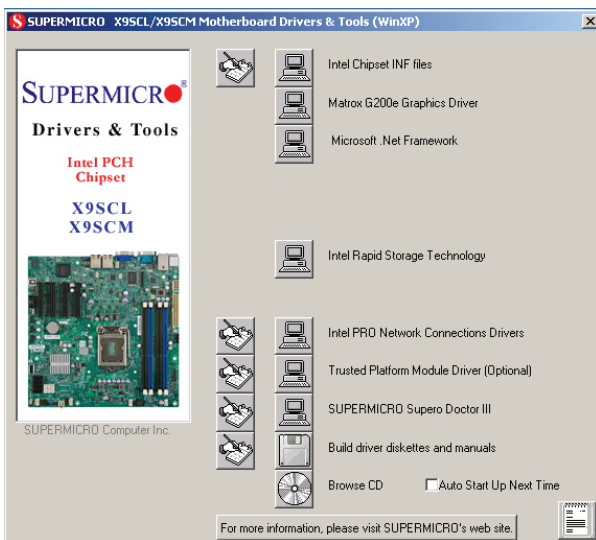 SUPERMICRO X9SCL/X9SCM Motherboard Drivers & Tools (WinXP)
SUPERMICRO®
Drivers & Tools
Intel PCH
Chipset
X9SCL
X9SCM
SUPERMICRO Computer Inc.
Intel Chipset INF files
Matrox G200e Graphics Driver
Microsoft .Net Framework
Intel Rapid Storage Technology
Intel PRO Network Connections Drivers
Trusted Platform Module Driver (Optional)
SUPERMICRO Supero Doctor III
Build driver diskettes and manuals
Browse CD Auto Start Up Next Time
For more information, please visit SUPERMICRO's web site.